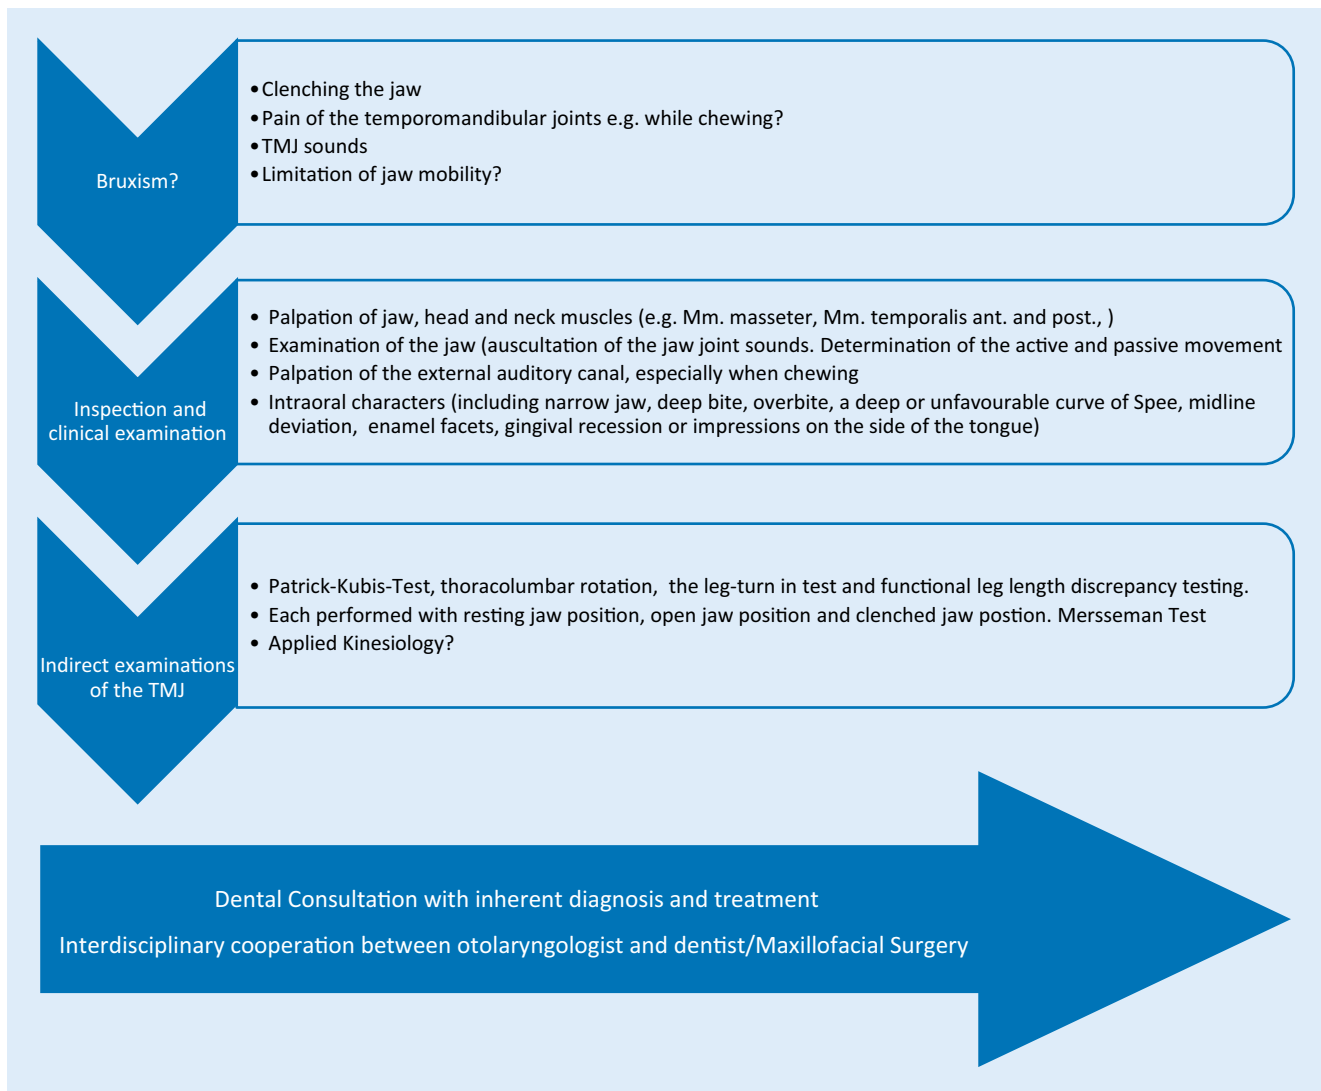 Bruxism?
•Clenching the jaw
•Pain of the temporomandibular joints e.g. while chewing?
•TMJ sounds
•Limitation of jaw mobility?
Inspection and
clinical examination
• Palpation of jaw, head and neck muscles (e.g. Mm. masseter, Mm. temporalis ant. and post., )
• Examination of the jaw (auscultation of the jaw joint sounds. Determination of the active and passive movement
• Palpation of the external auditory canal, especially when chewing
• Intraoral characters (including narrow jaw, deep bite, overbite, a deep or unfavourable curve of Spee, midline
deviation, enamel facets, gingival recession or impressions on the side of the tongue)
Indirect examinations
of the TMJ
• Patrick-Kubis-Test, thoracolumbar rotation, the leg-turn in test and functional leg length discrepancy testing.
• Each performed with resting jaw position, open jaw position and clenched jaw postion. Mersseman Test
• Applied Kinesiology?
Dental Consultation with inherent diagnosis and treatment
Interdisciplinary cooperation between otolaryngologist and dentist/Maxillofacial Surgery